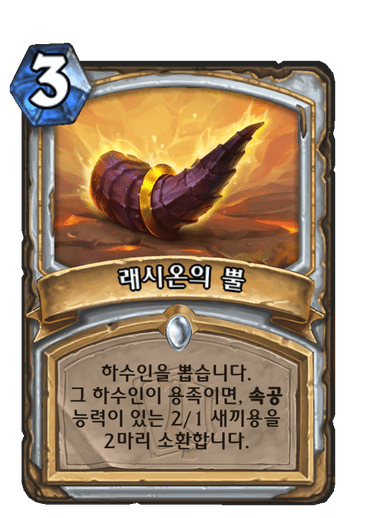 3
래시온의 뿔
하수인을 뽑습니다.
그 하수인이 용족이면, 속공
능력이 있는 2/1 새끼용을
2마리 소환합니다.